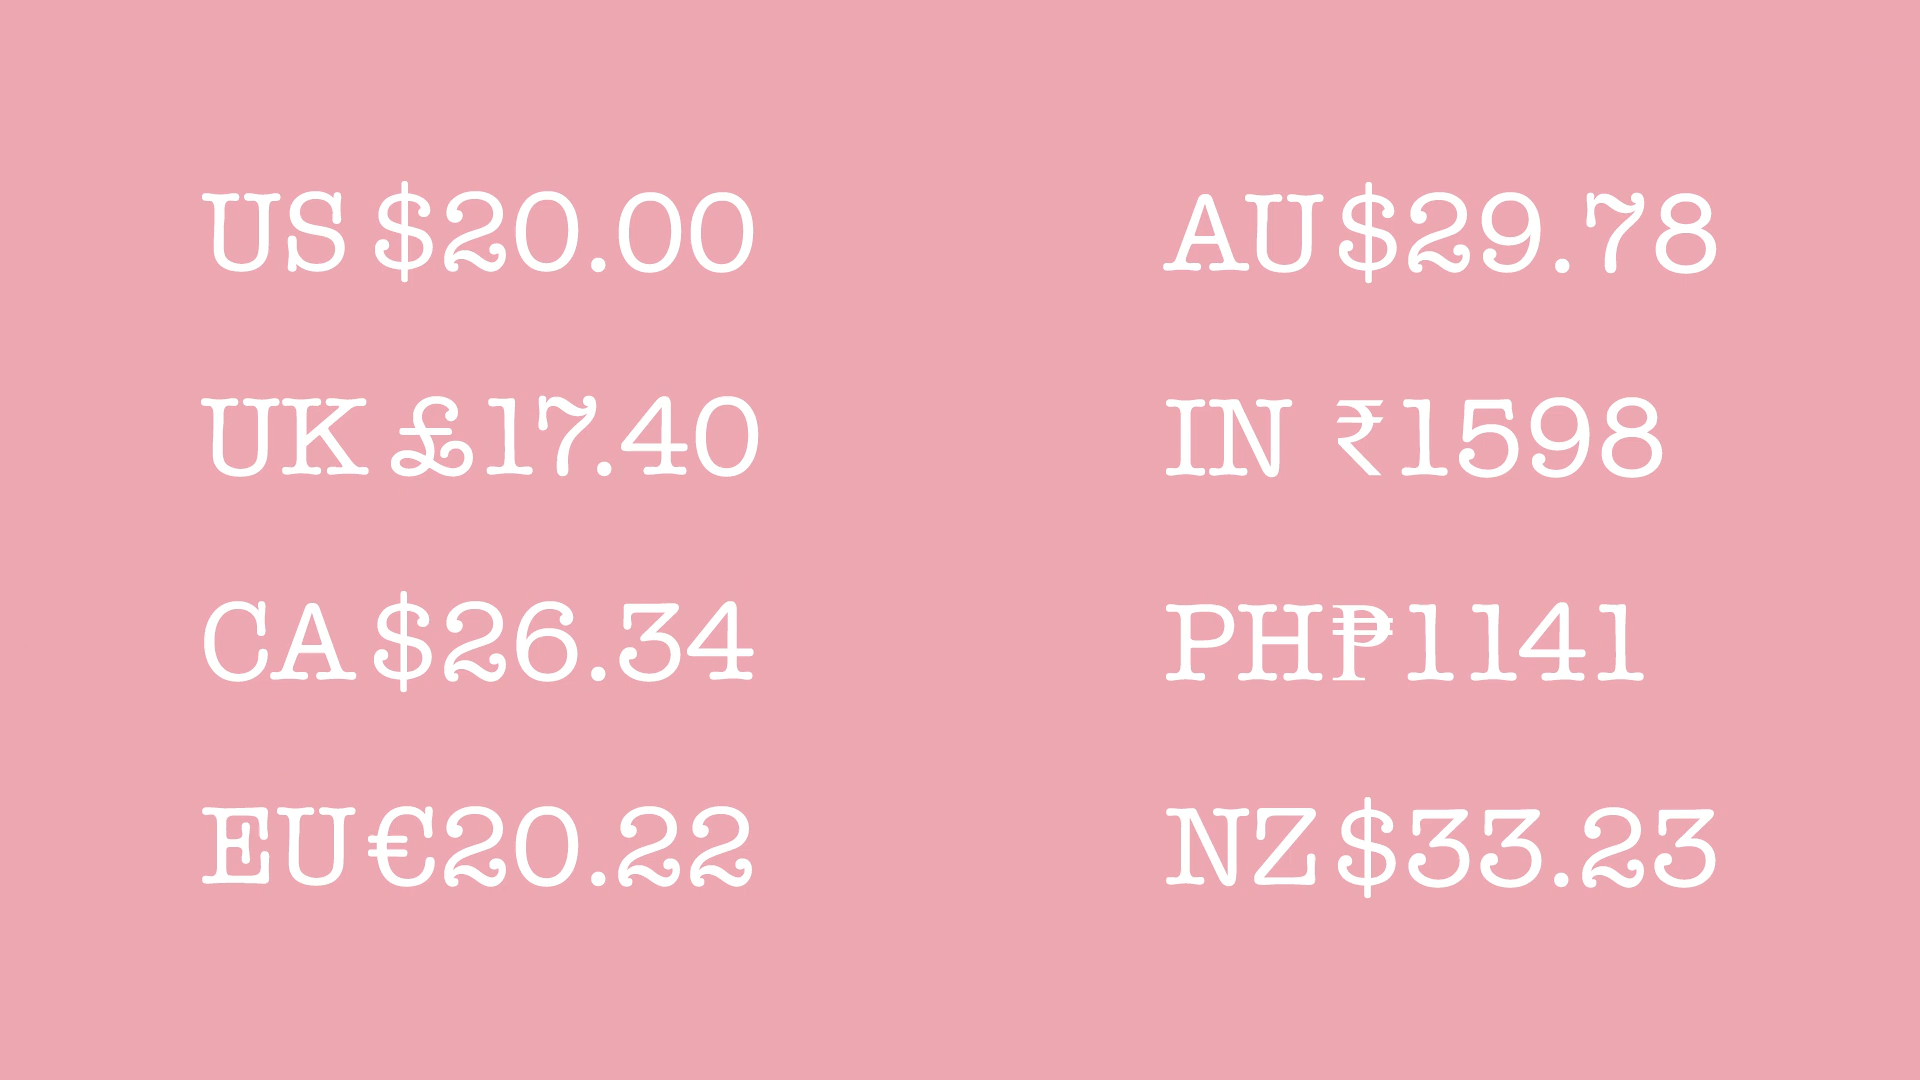 US $20.00
UK £17.40
CA $26.34
EU €20.22
AU $29.78
IN ₹1598
PH ₱1141
NZ $33.23